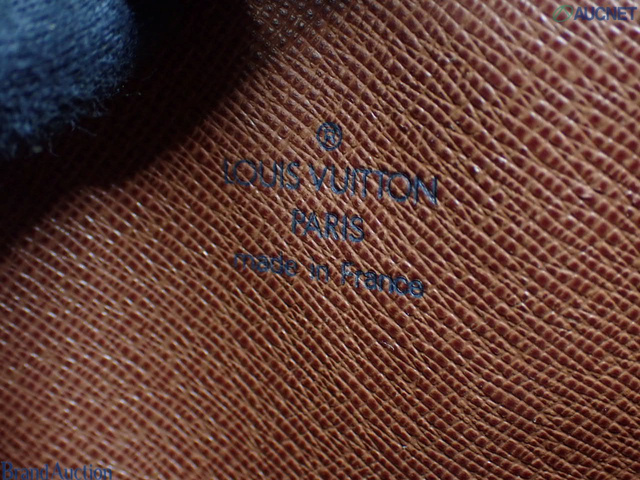 AUCNET
®
LOUIS VUITTON
PARIS
made in France
BrandAuction